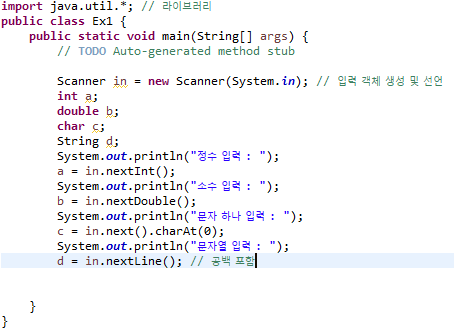 import java.util.*; // 라이브러리
public class Ex1 {
    public static void main(String[] args) {
        // TODO Auto-generated method stub
        Scanner in = new Scanner(System.in); // 입력 객체 생성 및 선언
        int a;
        double b;
        char c;
        String d;
        System.out.println("정수 입력 : ");
        a = in.nextInt();
        System.out.println("소수 입력 : ");
        b = in.nextDouble();
        System.out.println("문자 하나 입력 : ");
        c = in.next().charAt(0);
        System.out.println("문자열 입력 : ");
        d = in.nextLine(); // 공백 포함
    }
}